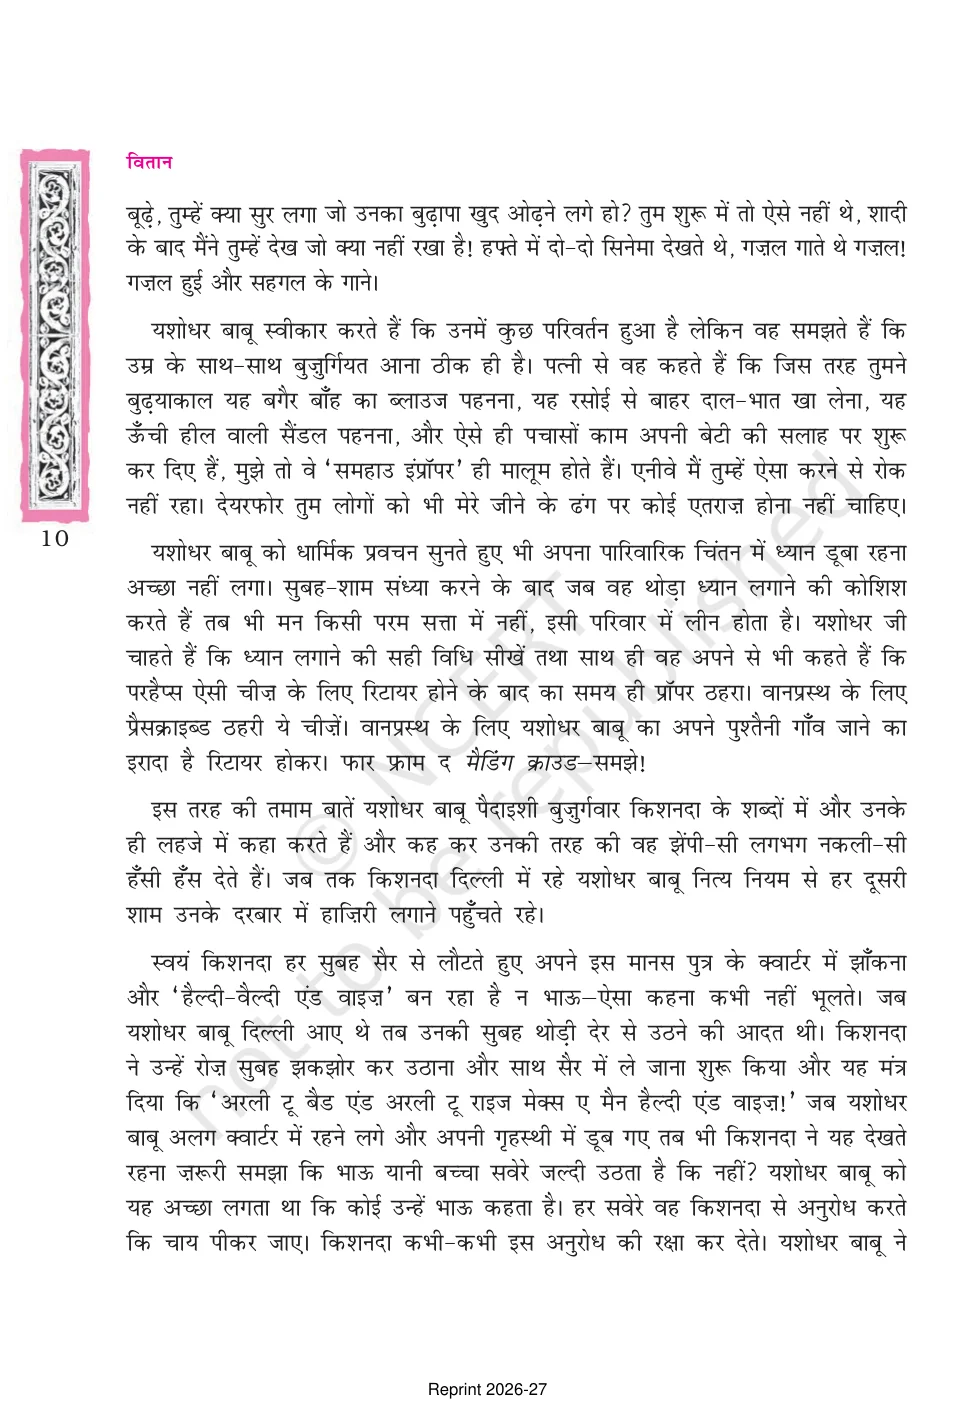 वितान
बूढ़े, तुम्हें क्या सुर लगा जो उनका बुढ़ापा खुद ओढ़ने लगे हो? तुम शुरू में तो ऐसे नहीं थे, शादी
के बाद मैंने तुम्हें देख जो क्या नहीं रखा है! हफ़्ते में दो-दो सिनेमा देखते थे, गज़ल गाते थे गज़ल!
गज़ल हुई और सहगल के गाने।
यशोधर बाबू स्वीकार करते हैं कि उनमें कुछ परिवर्तन हुआ है लेकिन वह समझते हैं कि
उम्र के साथ-साथ बुज़ुर्गियत आना ठीक ही है। पत्नी से वह कहते हैं कि जिस तरह तुमने
बुढ़याकाल यह बगैर बाँह का ब्लाउज पहनना, यह रसोई से बाहर दाल-भात खा लेना, यह
ऊँची हील वाली सैंडल पहनना, और ऐसे ही पचासों काम अपनी बेटी की सलाह पर शुरू
कर दिए हैं, मुझे तो वे ‘समहाउ इंप्रॉपर’ ही मालूम होते हैं। एनीवे मैं तुम्हें ऐसा करने से रोक
नहीं रहा। देयरफोर तुम लोगों को भी मेरे जीने के ढंग पर कोई एतराज़ होना नहीं चाहिए।
10
यशोधर बाबू को धार्मिक प्रवचन सुनते हुए भी अपना पारिवारिक चिंतन में ध्यान डूबा रहना
अच्छा नहीं लगा। सुबह-शाम संध्या करने के बाद जब वह थोड़ा ध्यान लगाने की कोशिश
करते हैं तब भी मन किसी परम सत्ता में नहीं, इसी परिवार में लीन होता है। यशोधर जी
चाहते हैं कि ध्यान लगाने की सही विधि सीखें तथा साथ ही वह अपने से भी कहते हैं कि
परहैप्स ऐसी चीज़ के लिए रिटायर होने के बाद का समय ही प्रॉपर ठहरा। वानप्रस्थ के लिए
प्रैसक्राइब्ड ठहरी ये चीज़ें। वानप्रस्थ के लिए यशोधर बाबू का अपने पुश्तैनी गाँव जाने का
इरादा है रिटायर होकर। फार फ्रॉम द मैडिंग क्राउड—समझे!
इस तरह की तमाम बातें यशोधर बाबू पैदाइशी बुज़ुर्गवार किशनदा के शब्दों में और उनके
ही लहजे में कहा करते हैं और कह कर उनकी तरह की वह झेंपी-सी लगभग नकली-सी
हँसी हँस देते हैं। जब तक किशनदा दिल्ली में रहे यशोधर बाबू नित्य नियम से हर दूसरी
शाम उनके दरबार में हाज़िरी लगाने पहुँचते रहे।
स्वयं किशनदा हर सुबह सैर से लौटते हुए अपने इस मानस पुत्र के क्वार्टर में झाँकना
और ‘हैल्दी-वैल्दी एंड वाइज़’ बन रहा है न भाऊ—ऐसा कहना कभी नहीं भूलते। जब
यशोधर बाबू दिल्ली आए थे तब उनकी सुबह थोड़ी देर से उठने की आदत थी। किशनदा
ने उन्हें रोज़ सुबह झकझोर कर उठाना और साथ सैर में ले जाना शुरू किया और यह मंत्र
दिया कि ‘अरली टू बैड एंड अरली टू राइज मेक्स ए मैन हैल्दी एंड वाइज़!’ जब यशोधर
बाबू अलग क्वार्टर में रहने लगे और अपनी गृहस्थी में डूब गए तब भी किशनदा ने यह देखते
रहना ज़रूरी समझा कि भाऊ यानी बच्चा सवेरे जल्दी उठता है कि नहीं? यशोधर बाबू को
यह अच्छा लगता था कि कोई उन्हें भाऊ कहता है। हर सवेरे वह किशनदा से अनुरोध करते
कि चाय पीकर जाए। किशनदा कभी-कभी इस अनुरोध की रक्षा कर देते। यशोधर बाबू ने
© NCERT
not to be republished
Reprint 2026-27